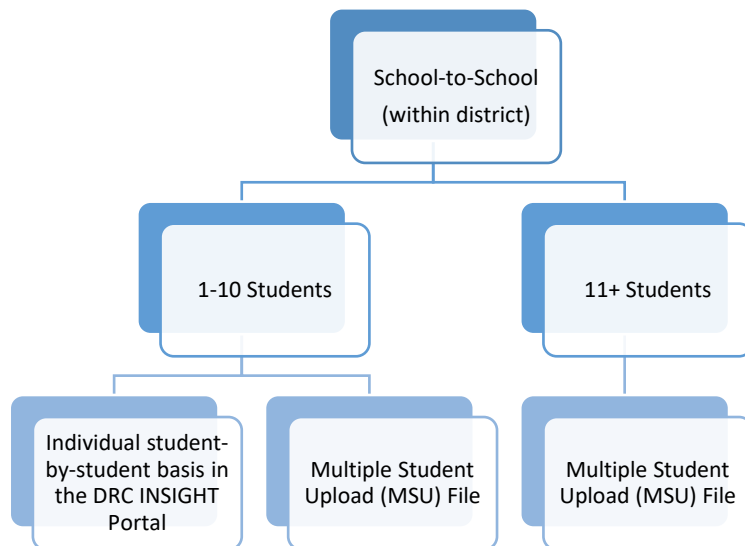 School-to-School
(within district)
1-10 Students
11+ Students
Individual student-
by-student basis in
the DRC INSIGHT
Portal
Multiple Student
Upload (MSU) File
Multiple Student
Upload (MSU) File